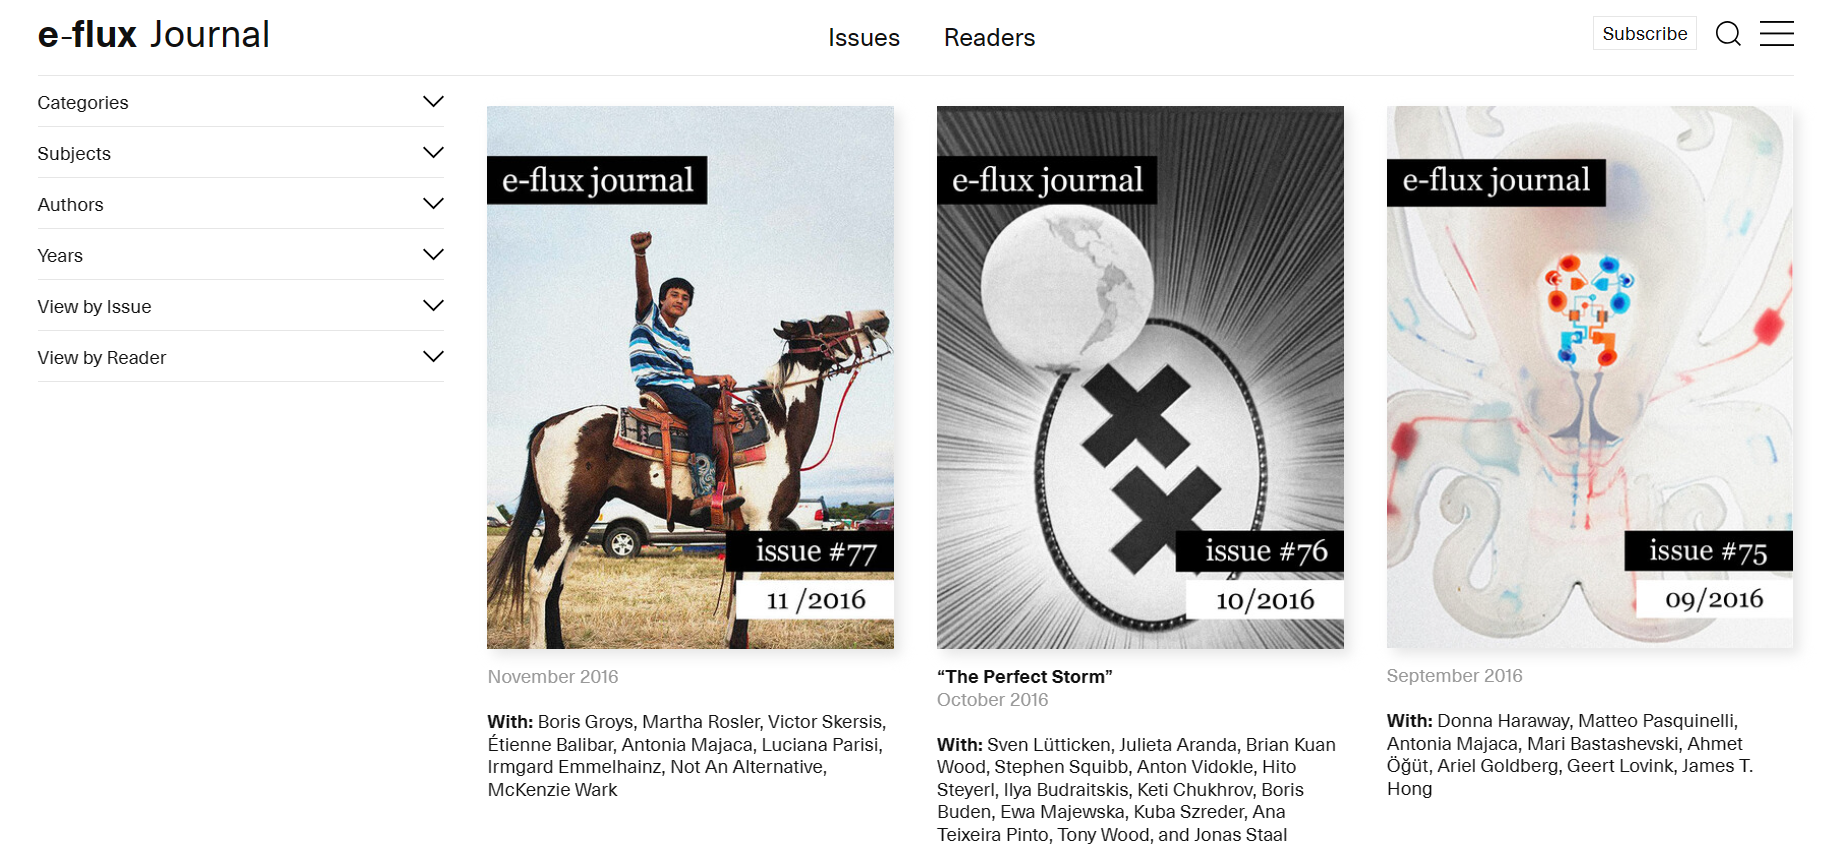 e-flux Journal
Issues
Readers
Subscribe
Categories
Subjects
Authors
Years
View by Issue
View by Reader
e-flux journal
issue #77
11 /2016
November 2016
With: Boris Groys, Martha Rosler, Victor Skersis,
Étienne Balibar, Antonia Majaca, Luciana Parisi,
Irmgard Emmelhainz, Not An Alternative,
McKenzie Wark
e-flux journal
issue #76
10/2016
“The Perfect Storm”
October 2016
With: Sven Lütticken, Julieta Aranda, Brian Kuan
Wood, Stephen Squibb, Anton Vidokle, Hito
Steyerl, Ilya Budraitskis, Keti Chukhrov, Boris
Buden, Ewa Majewska, Kuba Szreder, Ana
Teixeira Pinto, Tony Wood, and Jonas Staal
e-flux journal
issue #75
09/2016
September 2016
With: Donna Haraway, Matteo Pasquinelli,
Antonia Majaca, Mari Bastashevski, Ahmet
Öğüt, Ariel Goldberg, Geert Lovink, James T.
Hong